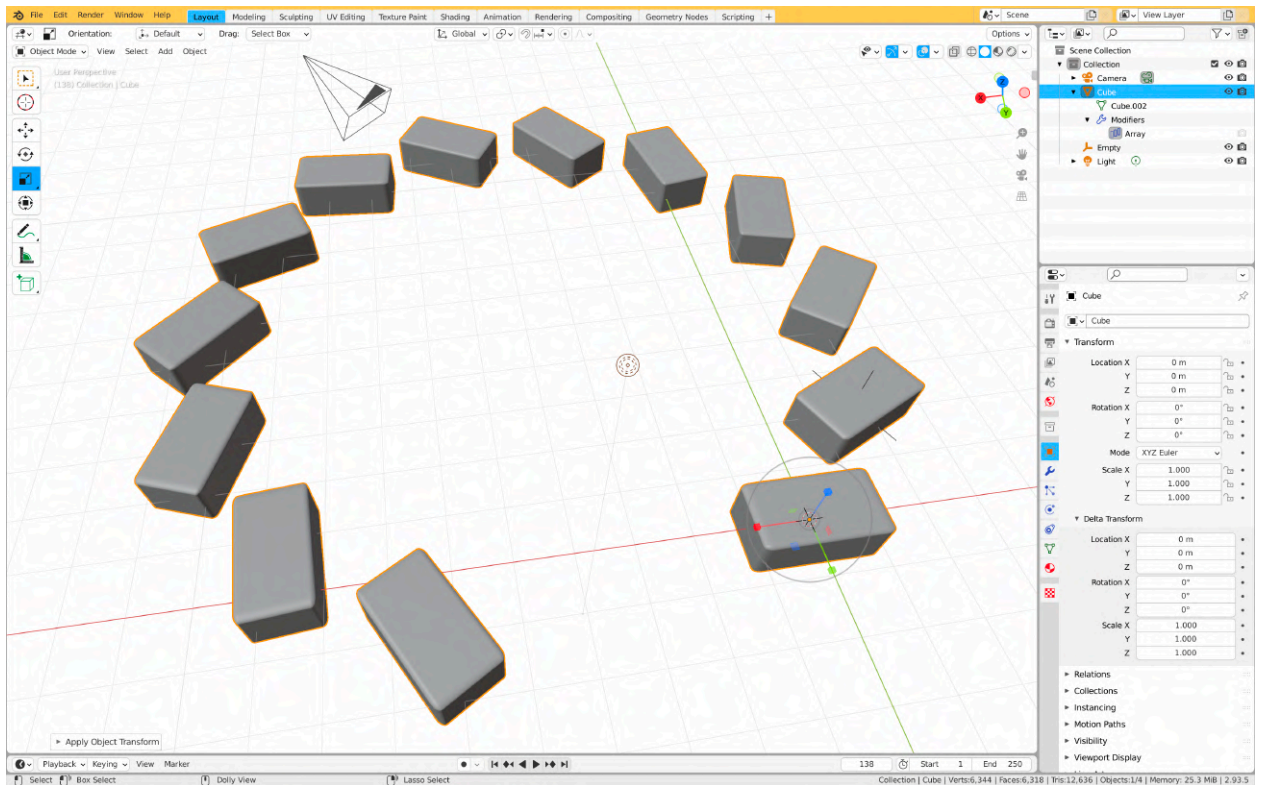 File Edit Render Window Help Layout Modeling Sculpting UV Editing Texture Paint Shading Animation Rendering Compositing Geometry Nodes Scripting + Scene View Layer
Orientation: Default Drag: Select Box Global Options
Object Mode View Select Add Object
User Perspective
(138) Collection | Cube
X
Z
Y
Apply Object Transform
Scene Collection
Collection
Camera
Cube
Cube.002
Modifiers
Array
Empty
Light
Cube
Cube
Transform
Location X 0 m
Y 0 m
Z 0 m
Rotation X 0°
Y 0°
Z 0°
Mode XYZ Euler
Scale X 1.000
Y 1.000
Z 1.000
Delta Transform
Location X 0 m
Y 0 m
Z 0 m
Rotation X 0°
Y 0°
Z 0°
Scale X 1.000
Y 1.000
Z 1.000
Relations
Collections
Instancing
Motion Paths
Visibility
Viewport Display
Playback Keying View Marker 138 Start 1 End 250
Select Box Select Dolly View Lasso Select Collection | Cube | Verts:6,344 | Faces:6,318 | Tris:12,636 | Objects:1/4 | Memory: 25.3 MiB | 2.93.5